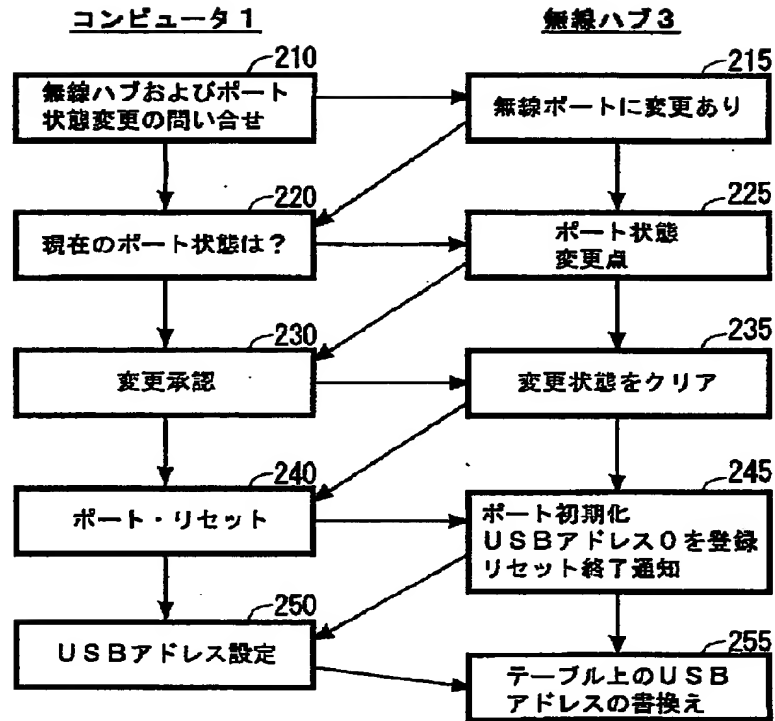 コンピュータ1
無線ハブ3
210
無線ハブおよびポート
状態変更の問い合せ
215
無線ポートに変更あり
220
現在のポート状態は？
225
ポート状態
変更点
230
変更承認
235
変更状態をクリア
240
ポート・リセット
245
ポート初期化
USBアドレス0を登録
リセット終了通知
250
USBアドレス設定
255
テーブル上のUSB
アドレスの書換え